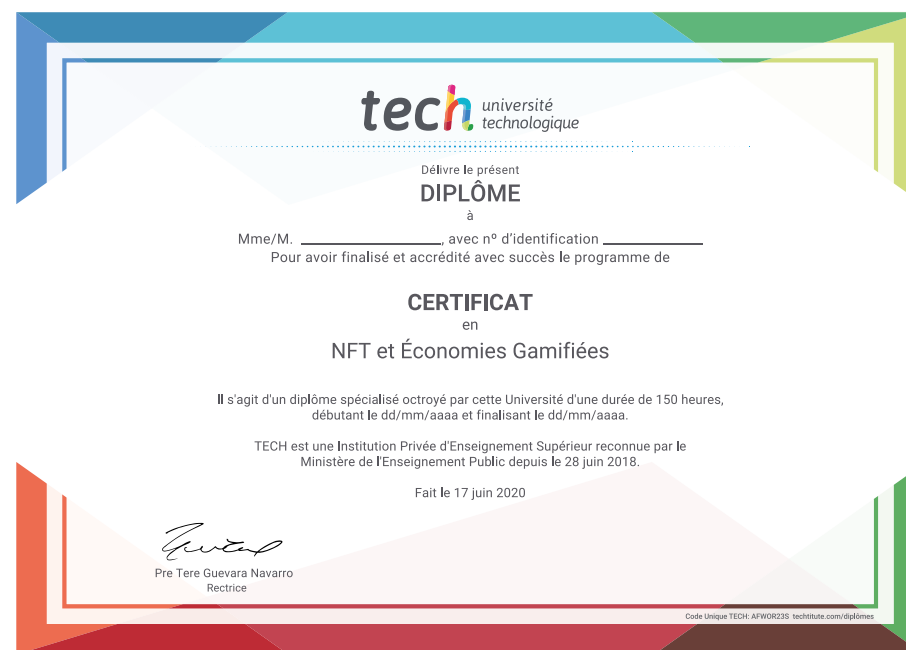 tech université
technologique
Délivre le présent
DIPLÔME
à
Mme/M. ____________________, avec nº d'identification ______________
Pour avoir finalisé et accrédité avec succès le programme de
CERTIFICAT
en
NFT et Économies Gamifiées
Il s'agit d'un diplôme spécialisé octroyé par cette Université d'une durée de 150 heures,
débutant le dd/mm/aaaa et finalisant le dd/mm/aaaa.
TECH est une Institution Privée d'Enseignement Supérieur reconnue par le
Ministère de l'Enseignement Public depuis le 28 juin 2018.
Fait le 17 juin 2020
Pre Tere Guevara Navarro
Rectrice
Code Unique TECH: AFWOR23S techtitute.com/diplômes